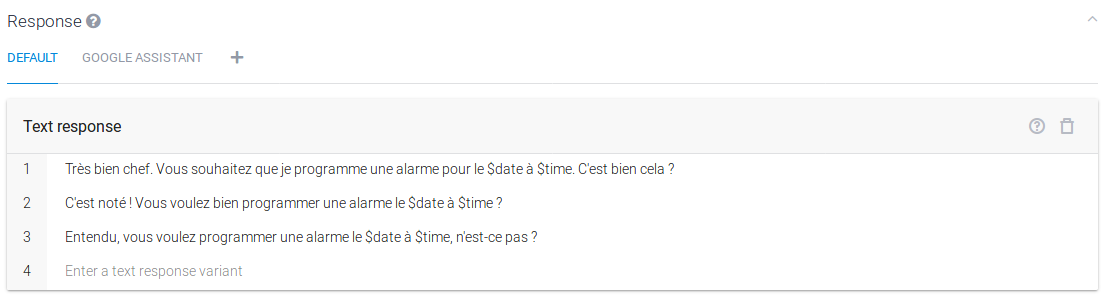 Response
DEFAULT GOOGLE ASSISTANT
Text response
1 Très bien chef. Vous souhaitez que je programme une alarme pour le $date à $time. C'est bien cela ?
2 C'est noté ! Vous voulez bien programmer une alarme le $date à $time ?
3 Entendu, vous voulez programmer une alarme le $date à $time, n'est-ce pas ?
4 Enter a text response variant